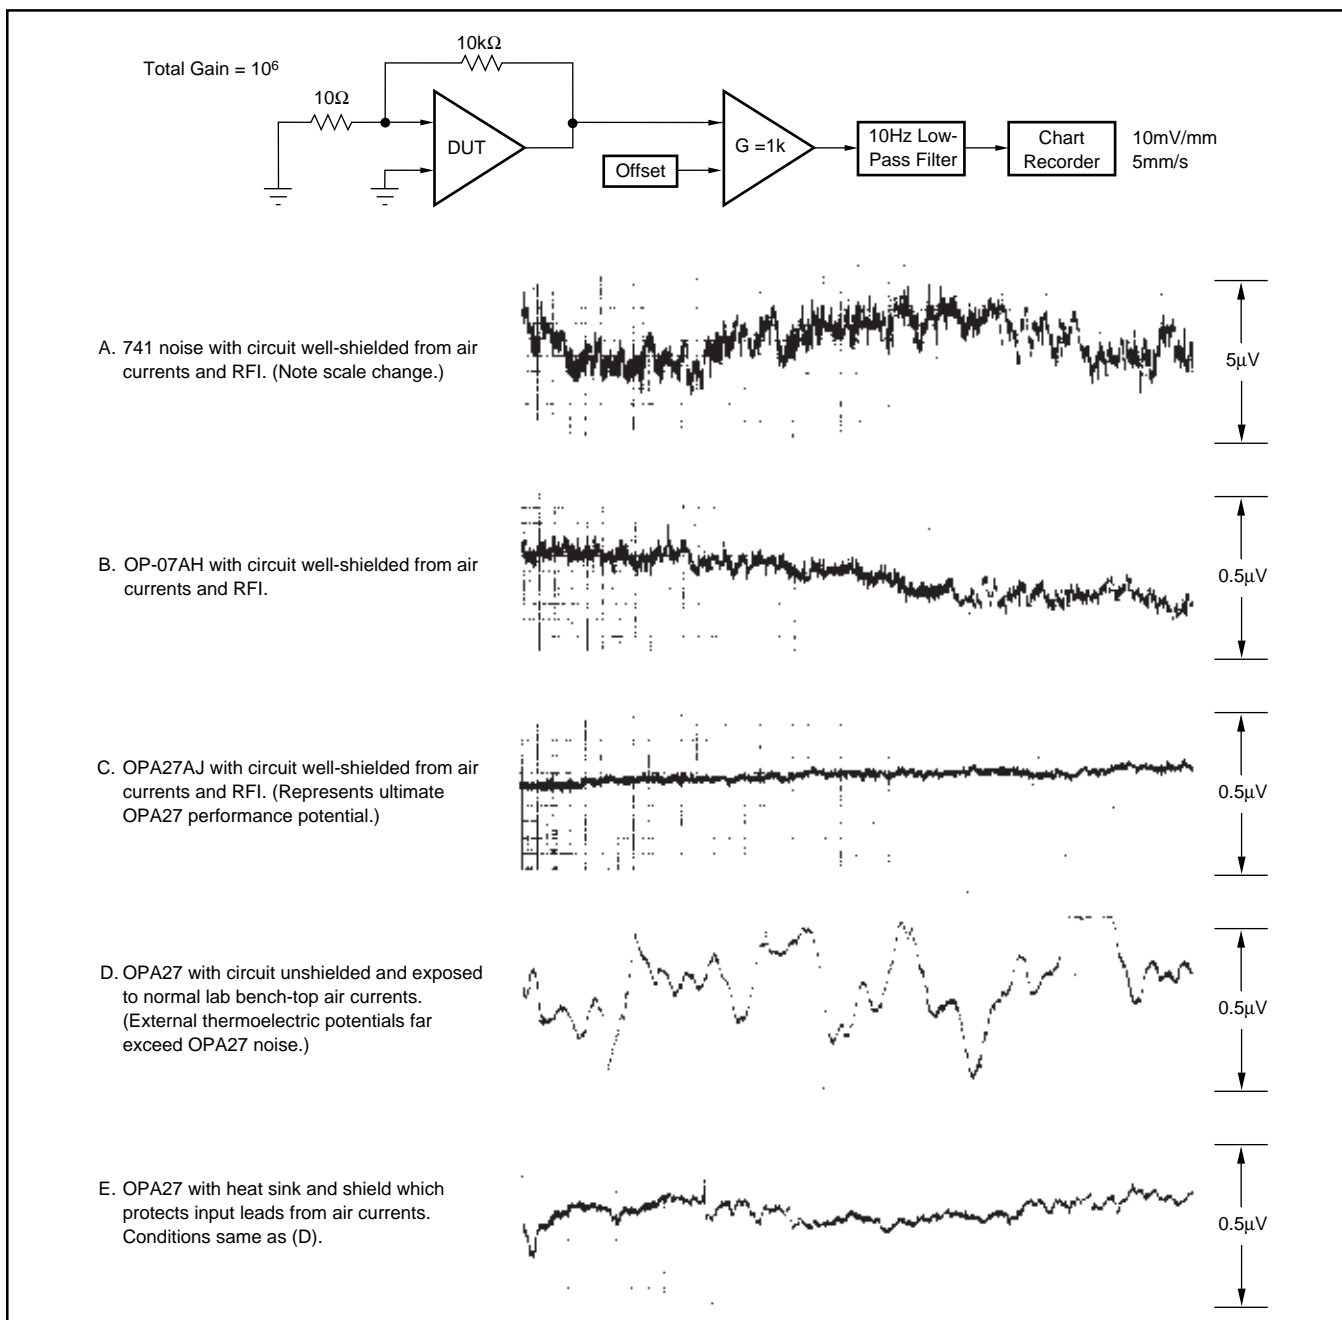 Total Gain = 10⁶
10kΩ
10Ω
DUT
Offset
G =1k
10Hz Low-
Pass Filter
Chart
Recorder
10mV/mm
5mm/s
A. 741 noise with circuit well-shielded from air
currents and RFI. (Note scale change.)
5µV
B. OP-07AH with circuit well-shielded from air
currents and RFI.
0.5µV
C. OPA27AJ with circuit well-shielded from air
currents and RFI. (Represents ultimate
OPA27 performance potential.)
0.5µV
D. OPA27 with circuit unshielded and exposed
to normal lab bench-top air currents.
(External thermoelectric potentials far
exceed OPA27 noise.)
0.5µV
E. OPA27 with heat sink and shield which
protects input leads from air currents.
Conditions same as (D).
0.5µV